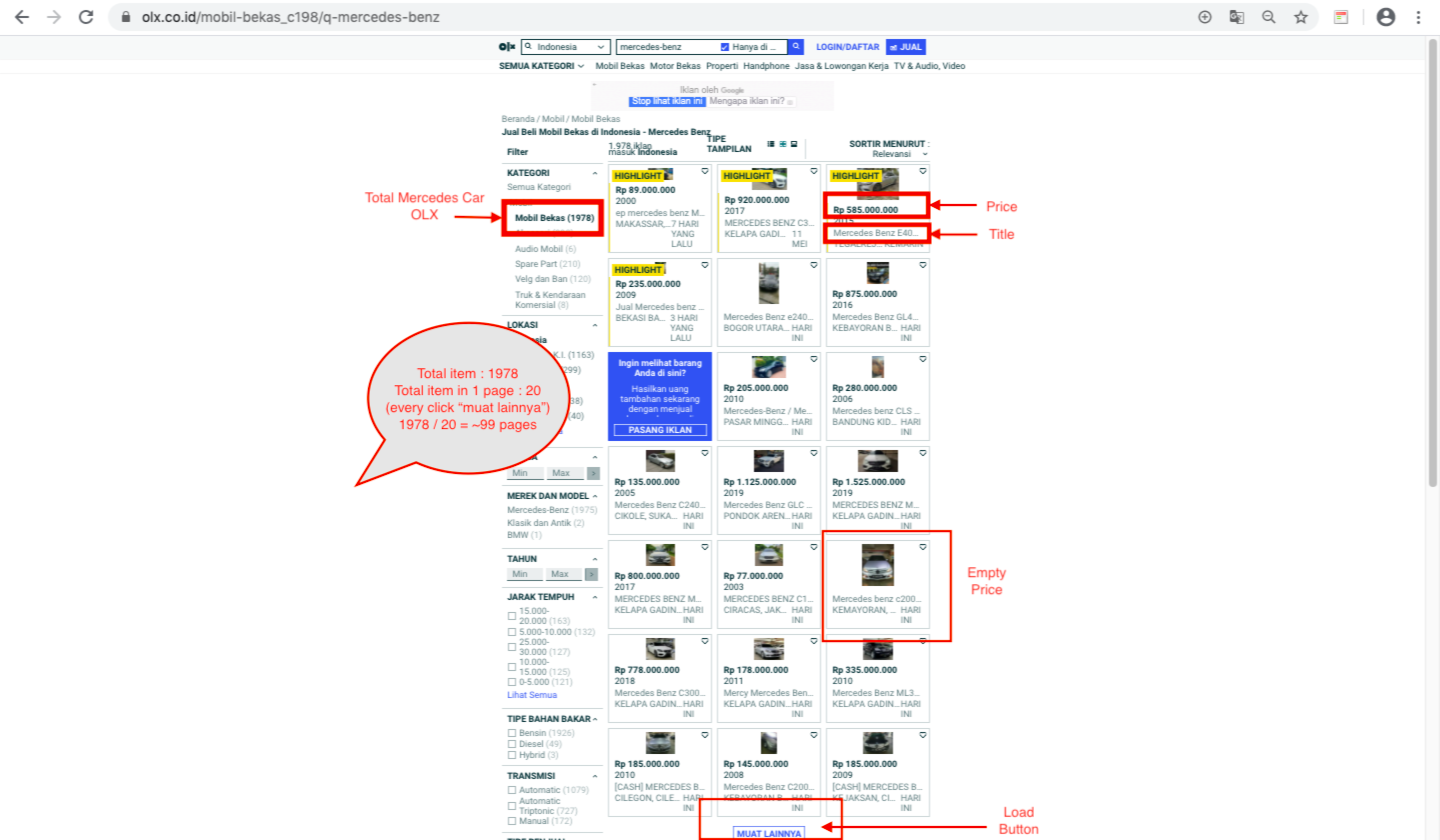 olx.co.id/mobil-bekas_c198/q-mercedes-benz
olx Indonesia mercedes-benz Hanya di ... LOGIN/DAFTAR JUAL
SEMUA KATEGORI Mobil Bekas Motor Bekas Properti Handphone Jasa & Lowongan Kerja TV & Audio, Video
Iklan oleh Google
Stop lihat iklan ini Mengapa iklan ini?
Beranda / Mobil / Mobil Bekas
Jual Beli Mobil Bekas di Indonesia - Mercedes Benz
Filter
1.978 iklan
masuk Indonesia
TIPE
TAMPILAN
SORTIR MENURUT :
Relevansi
KATEGORI
Semua Kategori
Mobil Bekas (1978)
Audio Mobil (6)
Spare Part (210)
Velg dan Ban (120)
Truk & Kendaraan
Komersial (8)
LOKASI
K.I. (1163)
299)
38)
(40)
Min Max
MEREK DAN MODEL
Mercedes-Benz (1975)
Klasik dan Antik (2)
BMW (1)
TAHUN
Min Max
JARAK TEMPUH
15.000-
20.000 (163)
5.000-10.000 (132)
25.000-
30.000 (127)
10.000-
15.000 (125)
0-5.000 (121)
Lihat Semua
TIPE BAHAN BAKAR
Bensin (1926)
Diesel (49)
Hybrid (3)
TRANSMISI
Automatic (1079)
Automatic
Triptonic (727)
Manual (172)
HIGHLIGHT
Rp 89.000.000
2000
ep mercedes benz M...
MAKASSAR,... 7 HARI
YANG
LALU
HIGHLIGHT
Rp 920.000.000
2017
MERCEDES BENZ C3...
KELAPA GADI... 11
MEI
HIGHLIGHT
Rp 585.000.000
2015
Mercedes Benz E40...
HIGHLIGHT
Rp 235.000.000
2009
Jual Mercedes benz ...
BEKASI BA... 3 HARI
YANG
LALU
Mercedes Benz e240...
BOGOR UTARA... HARI
INI
Rp 875.000.000
2016
Mercedes Benz GL4...
KEBAYORAN B... HARI
INI
Ingin melihat barang
Anda di sini?
Hasilkan uang
tambahan sekarang
dengan menjual
PASANG IKLAN
Rp 205.000.000
2010
Mercedes-Benz / Me...
PASAR MINGG... HARI
INI
Rp 280.000.000
2006
Mercedes benz CLS ...
BANDUNG KID... HARI
INI
Rp 135.000.000
2005
Mercedes Benz C240...
CIKOLE, SUKA... HARI
INI
Rp 1.125.000.000
2019
Mercedes Benz GLC ...
PONDOK AREN... HARI
INI
Rp 1.525.000.000
2019
MERCEDES BENZ M...
KELAPA GADIN... HARI
INI
Rp 800.000.000
2017
MERCEDES BENZ M...
KELAPA GADIN... HARI
INI
Rp 77.000.000
2003
MERCEDES BENZ C1...
CIRACAS, JAK... HARI
INI
Mercedes benz c200...
KEMAYORAN, ... HARI
INI
Rp 778.000.000
2018
Mercedes Benz C300...
KELAPA GADIN... HARI
INI
Rp 178.000.000
2011
Mercy Mercedes Ben...
KELAPA GADIN... HARI
INI
Rp 335.000.000
2010
Mercedes Benz ML3...
KELAPA GADIN... HARI
INI
Rp 185.000.000
2010
[CASH] MERCEDES B...
CILEGON, CILE... HARI
INI
Rp 145.000.000
2008
Mercedes Benz C200...
KEBAYORAN B... HARI
INI
Rp 185.000.000
2009
[CASH] MERCEDES B...
KEJAKSAN, CI... HARI
INI
MUAT LAINNYA
Total Mercedes Car
OLX
Total item : 1978
Total item in 1 page : 20
(every click “muat lainnya”)
1978 / 20 = ~99 pages
Price
Title
Empty
Price
Load
Button